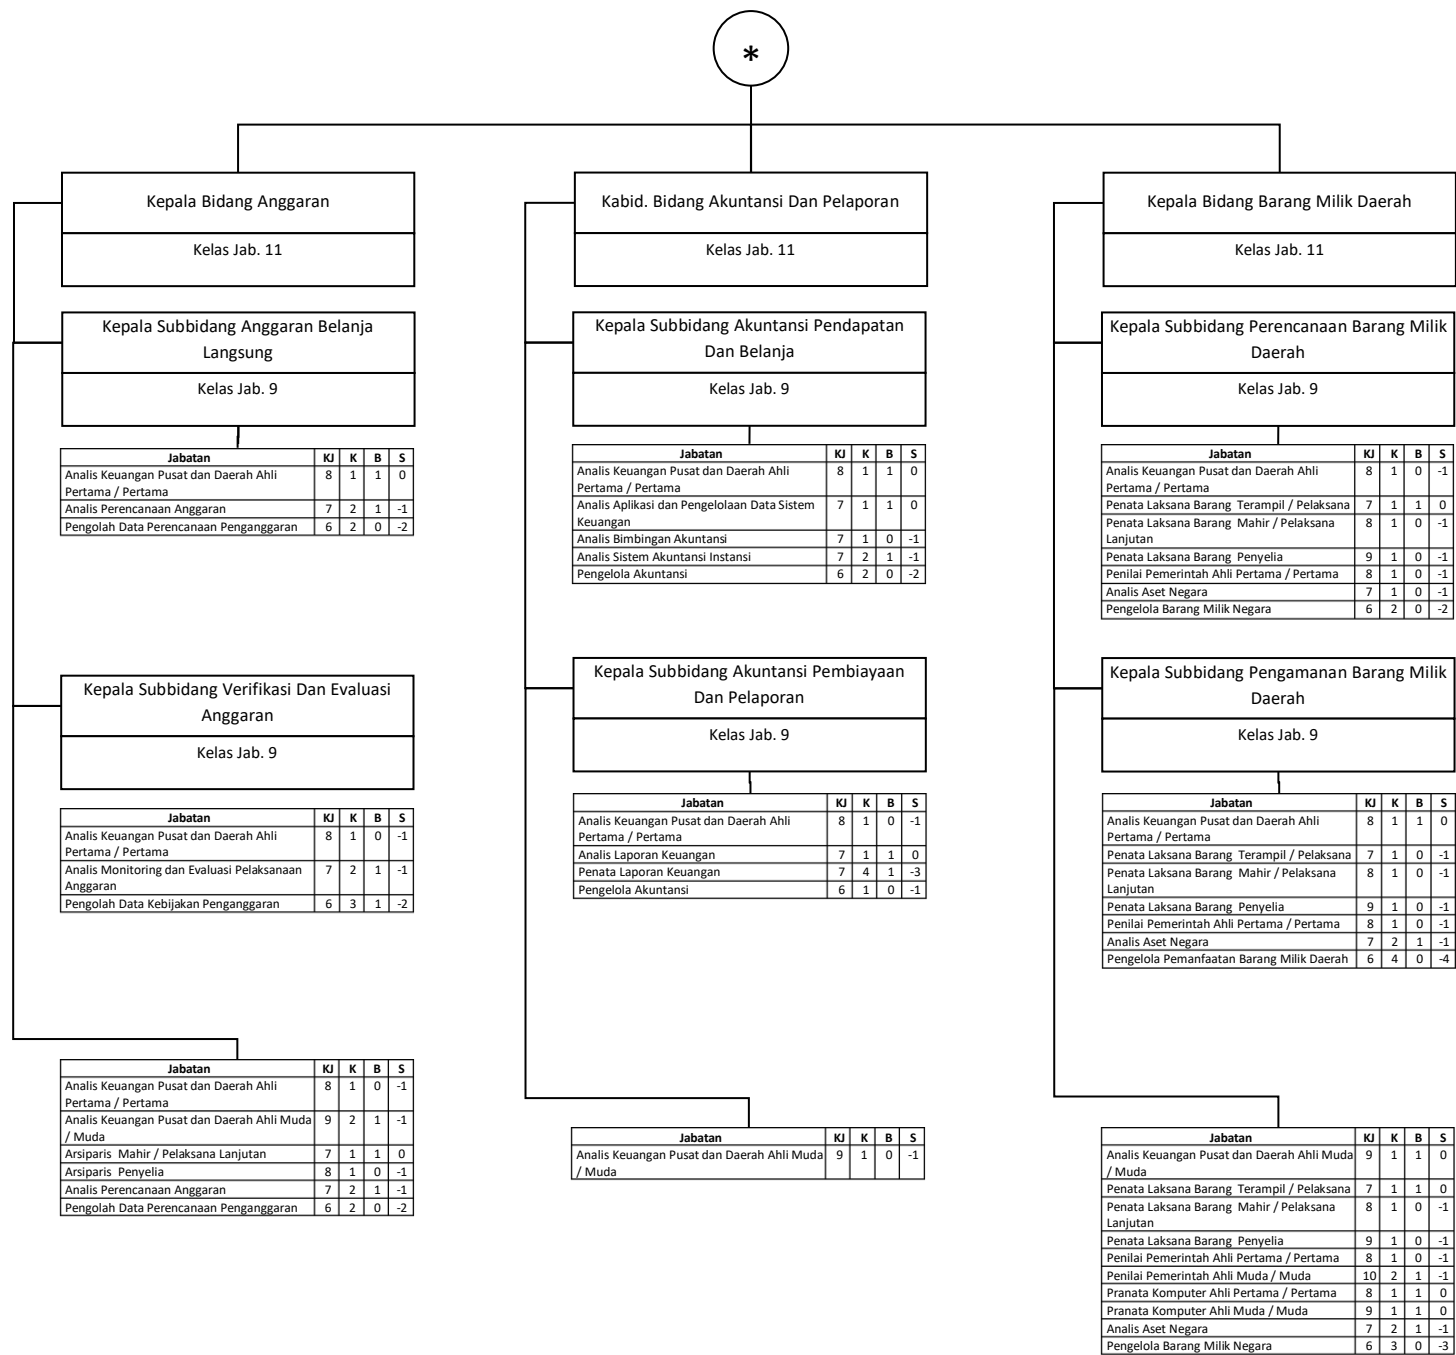 *
Kepala Bidang Anggaran
Kelas Jab. 11
Kepala Subbidang Anggaran Belanja
Langsung
Kelas Jab. 9
Jabatan KJ K B S
Analis Keuangan Pusat dan Daerah Ahli 8 1 1 0
Pertama / Pertama
Analis Perencanaan Anggaran 7 2 1 -1
Pengolah Data Perencanaan Penganggaran 6 2 0 -2
Kepala Subbidang Verifikasi Dan Evaluasi
Anggaran
Kelas Jab. 9
Jabatan KJ K B S
Analis Keuangan Pusat dan Daerah Ahli 8 1 0 -1
Pertama / Pertama
Analis Monitoring dan Evaluasi Pelaksanaan 7 2 1 -1
Anggaran
Pengolah Data Kebijakan Penganggaran 6 3 1 -2
Jabatan KJ K B S
Analis Keuangan Pusat dan Daerah Ahli 8 1 0 -1
Pertama / Pertama
Analis Keuangan Pusat dan Daerah Ahli Muda 9 2 1 -1
/ Muda
Arsiparis Mahir / Pelaksana Lanjutan 7 1 1 0
Arsiparis Penyelia 8 1 0 -1
Analis Perencanaan Anggaran 7 2 1 -1
Pengolah Data Perencanaan Penganggaran 6 2 0 -2
Kabid. Bidang Akuntansi Dan Pelaporan
Kelas Jab. 11
Kepala Subbidang Akuntansi Pendapatan
Dan Belanja
Kelas Jab. 9
Jabatan KJ K B S
Analis Keuangan Pusat dan Daerah Ahli 8 1 1 0
Pertama / Pertama
Analis Aplikasi dan Pengelolaan Data Sistem 7 1 1 0
Keuangan
Analis Bimbingan Akuntansi 7 1 0 -1
Analis Sistem Akuntansi Instansi 7 2 1 -1
Pengelola Akuntansi 6 2 0 -2
Kepala Subbidang Akuntansi Pembiayaan
Dan Pelaporan
Kelas Jab. 9
Jabatan KJ K B S
Analis Keuangan Pusat dan Daerah Ahli 8 1 0 -1
Pertama / Pertama
Analis Laporan Keuangan 7 1 1 0
Penata Laporan Keuangan 7 4 1 -3
Pengelola Akuntansi 6 1 0 -1
Jabatan KJ K B S
Analis Keuangan Pusat dan Daerah Ahli Muda 9 1 0 -1
/ Muda
Kepala Bidang Barang Milik Daerah
Kelas Jab. 11
Kepala Subbidang Perencanaan Barang Milik
Daerah
Kelas Jab. 9
Jabatan KJ K B S
Analis Keuangan Pusat dan Daerah Ahli 8 1 0 -1
Pertama / Pertama
Penata Laksana Barang Terampil / Pelaksana 7 1 1 0
Penata Laksana Barang Mahir / Pelaksana 8 1 0 -1
Lanjutan
Penata Laksana Barang Penyelia 9 1 0 -1
Penilai Pemerintah Ahli Pertama / Pertama 8 1 0 -1
Analis Aset Negara 7 1 0 -1
Pengelola Barang Milik Negara 6 2 0 -2
Kepala Subbidang Pengamanan Barang Milik
Daerah
Kelas Jab. 9
Jabatan KJ K B S
Analis Keuangan Pusat dan Daerah Ahli 8 1 1 0
Pertama / Pertama
Penata Laksana Barang Terampil / Pelaksana 7 1 0 -1
Penata Laksana Barang Mahir / Pelaksana 8 1 0 -1
Lanjutan
Penata Laksana Barang Penyelia 9 1 0 -1
Penilai Pemerintah Ahli Pertama / Pertama 8 1 0 -1
Analis Aset Negara 7 2 1 -1
Pengelola Pemanfaatan Barang Milik Daerah 6 4 0 -4
Jabatan KJ K B S
Analis Keuangan Pusat dan Daerah Ahli Muda 9 1 1 0
/ Muda
Penata Laksana Barang Terampil / Pelaksana 7 1 1 0
Penata Laksana Barang Mahir / Pelaksana 8 1 0 -1
Lanjutan
Penata Laksana Barang Penyelia 9 1 0 -1
Penilai Pemerintah Ahli Pertama / Pertama 8 1 0 -1
Penilai Pemerintah Ahli Muda / Muda 10 2 1 -1
Pranata Komputer Ahli Pertama / Pertama 8 1 1 0
Pranata Komputer Ahli Muda / Muda 9 1 1 0
Analis Aset Negara 7 2 1 -1
Pengelola Barang Milik Negara 6 3 0 -3